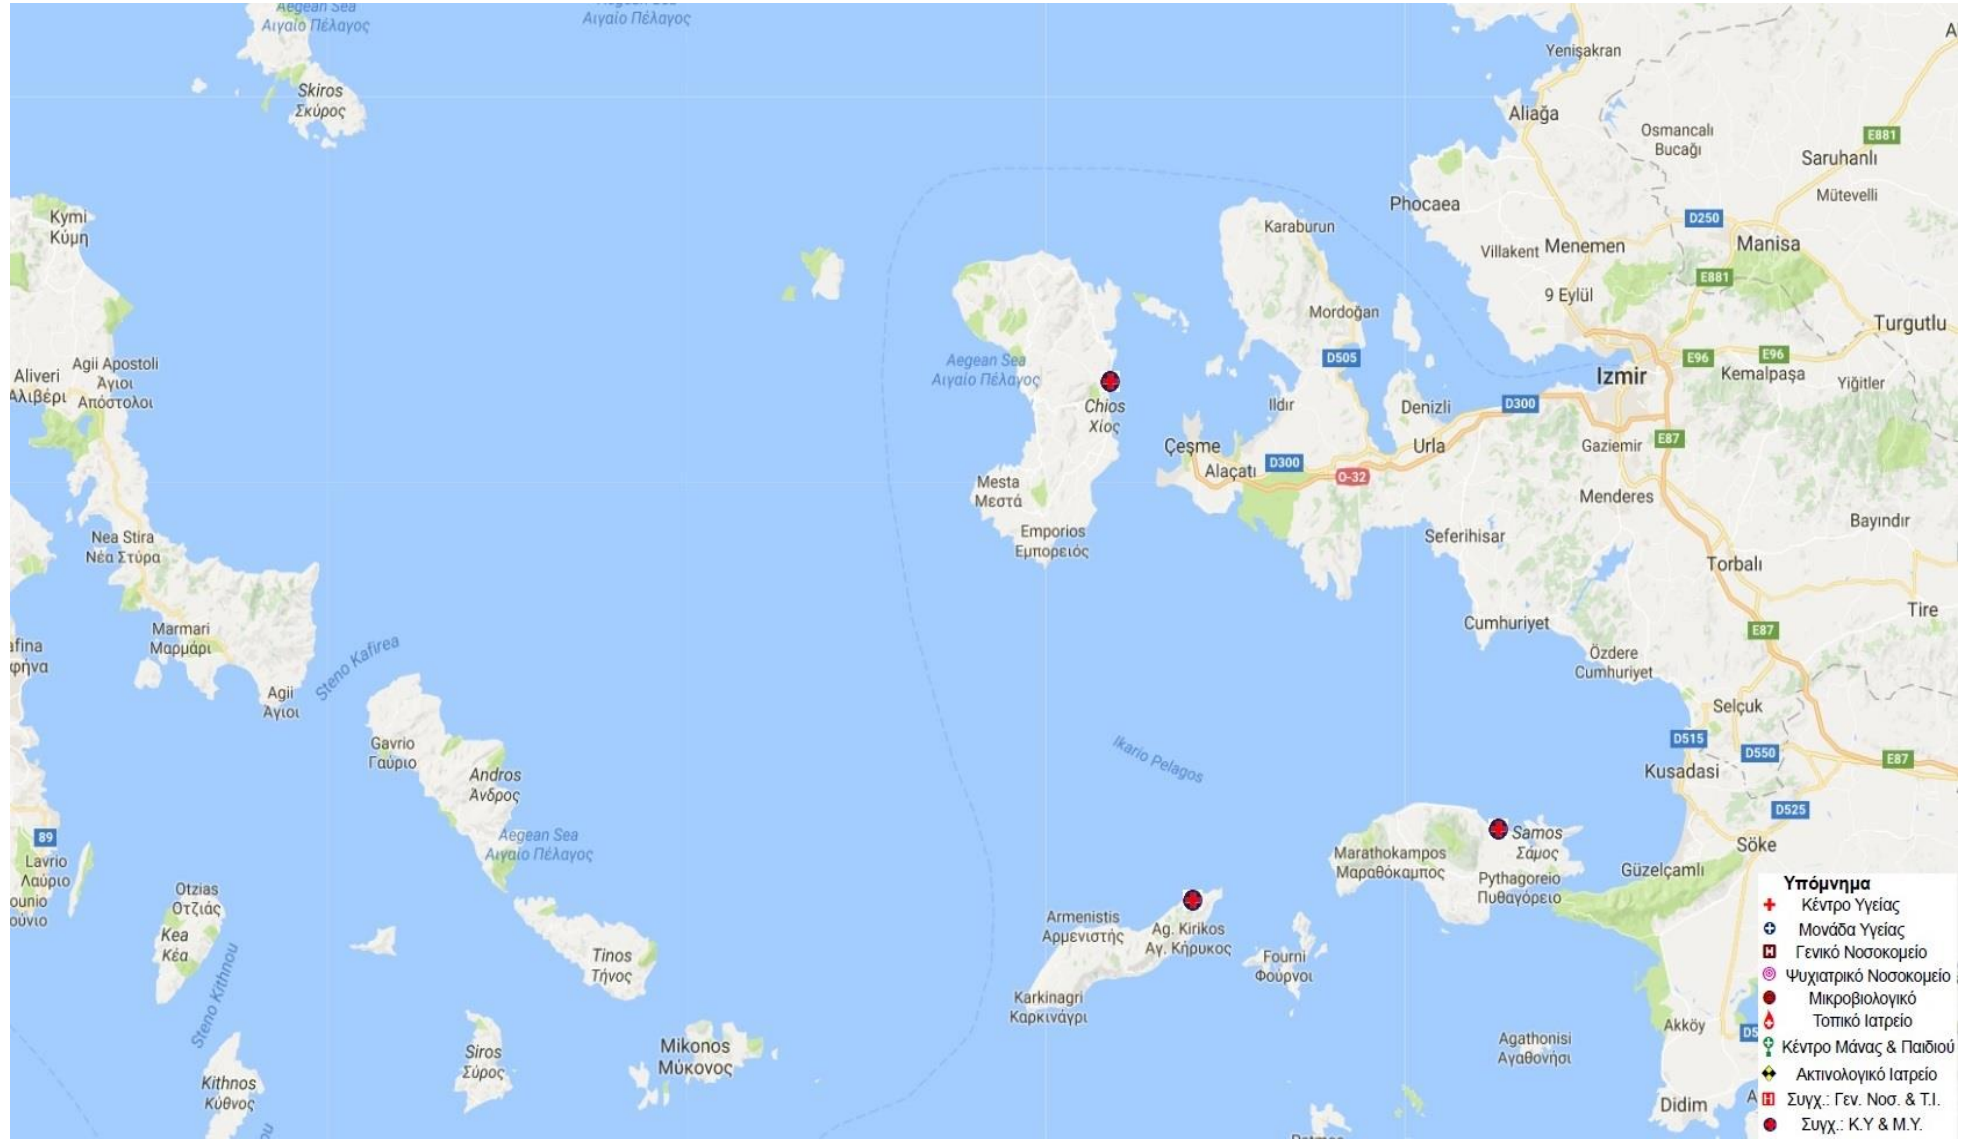 Aegean Sea
Αιγαίο Πέλαγος
Αιγαίο Πέλαγος
Skiros
Σκύρος
Yenişakran
Aliağa
Osmancalı
Bucağı
E881
Saruhanlı
Mütevelli
Kymi
Κύμη
Phocaea
D250
Karaburun
Villakent
Menemen
Manisa
E881
9 Eylül
Mordoğan
Turgutlu
Aegean Sea
Αιγαίο Πέλαγος
D505
E96
E96
Agii Apostoli
Άγιοι
Απόστολοι
Aliveri
Αλιβέρι
Izmir
Kemalpaşa
Yiğitler
Chios
Χίος
Ildır
Denizli
D300
Çeşme
Urla
Gaziemir
E87
Alaçatı
D300
O-32
Mesta
Μεστά
Menderes
Bayındır
Emporios
Εμπορειός
Nea Stira
Νέα Στύρα
Seferihisar
Torbalı
Tire
Cumhuriyet
E87
Marmari
Μαρμάρι
afina
φήνα
Steno Kafirea
Özdere
Cumhuriyet
Agii
Άγιοι
Selçuk
D515
D550
E87
Gavrio
Γαύριο
Ikario Pelagos
Kusadasi
Andros
Άνδρος
D525
Aegean Sea
Αιγαίο Πέλαγος
89
Lavrio
Λαύριο
ounio
ούνιο
Samos
Σάμος
Söke
Marathokampos
Μαραθόκαμπος
Güzelçamlı
Pythagoreio
Πυθαγόρειο
Otzias
Οτζιάς
Kea
Κέα
Armenistis
Αρμενιστής
Ag. Kirikos
Αγ. Κήρυκος
Tinos
Τήνος
Fourni
Φούρνοι
Steno Kithnou
Karkinagri
Καρκινάγρι
Akköy
D5
Agathonisi
Αγαθονήσι
Siros
Σύρος
Mikonos
Μύκονος
Kithnos
Κύθνος
Didim
A
Υπόμνημα
Κέντρο Υγείας
Μονάδα Υγείας
H Γενικό Νοσοκομείο
Ψυχιατρικό Νοσοκομείο
Μικροβιολογικό
Τοπικό Ιατρείο
Κέντρο Μάνας & Παιδιού
Ακτινολογικό Ιατρείο
H Συγχ.: Γεν. Νοσ. & Τ.Ι.
Συγχ.: Κ.Υ & Μ.Υ.